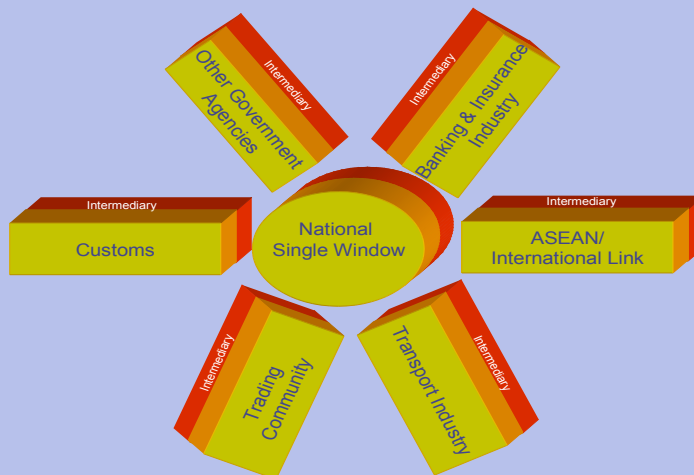 Intermediary
Other Government
Agencies
Intermediary
Banking & Insurance
Industry
Intermediary
Customs
National
Single Window
Intermediary
ASEAN/
International Link
Intermediary
Trading
Community
Intermediary
Transport Industry